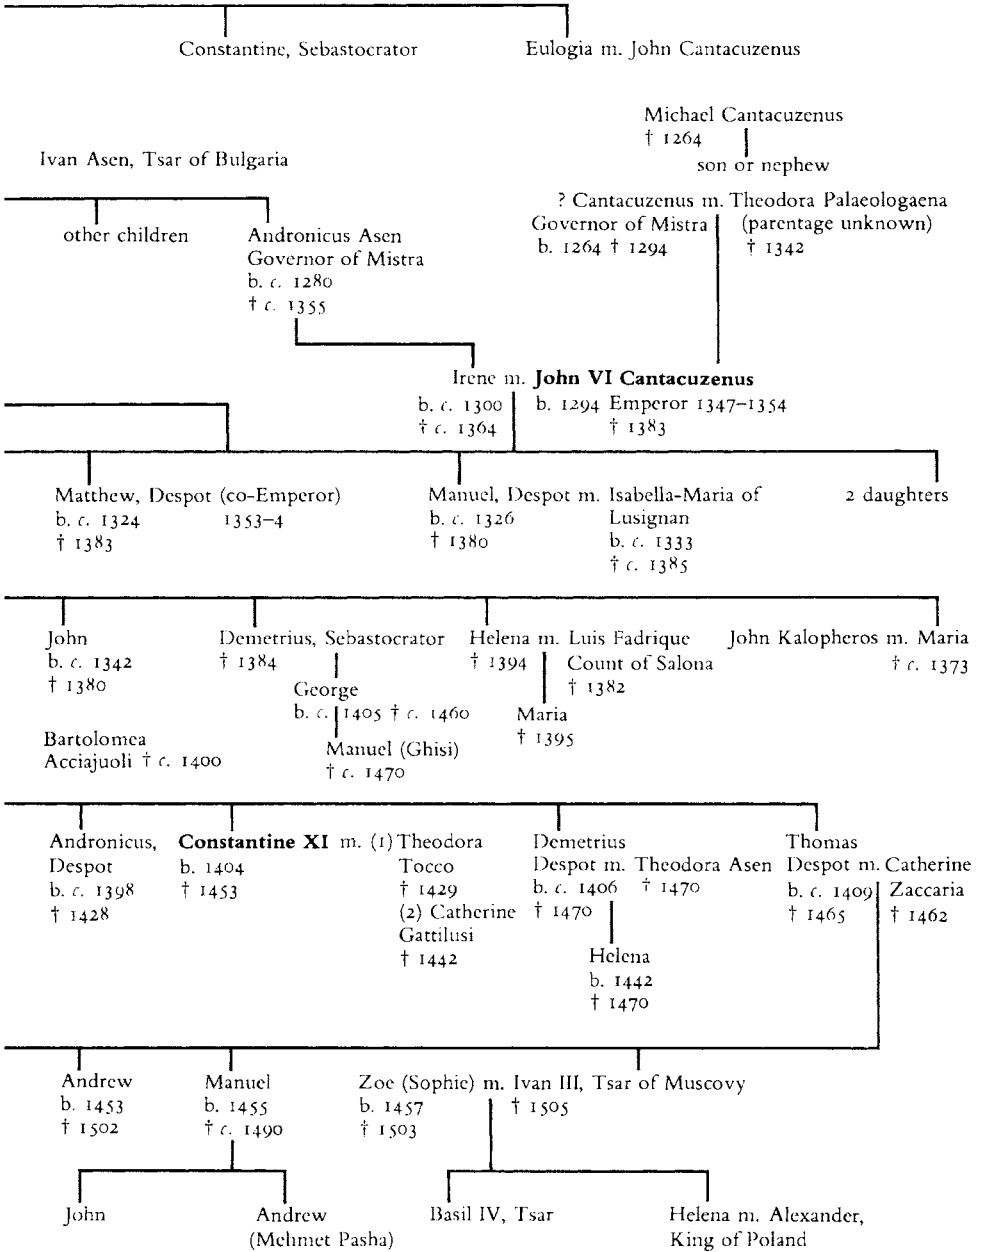 Constantine, Sebastocrator
Eulogia m. John Cantacuzenus
Michael Cantacuzenus
† 1264
son or nephew
Ivan Asen, Tsar of Bulgaria
? Cantacuzenus m. Theodora Palaeologaena
Governor of Mistra (parentage unknown)
b. 1264 † 1294 † 1342
other children
Andronicus Asen
Governor of Mistra
b. c. 1280
† c. 1355
Irene m. John VI Cantacuzenus
b. c. 1300 b. 1294 Emperor 1347–1354
† c. 1364 † 1383
Matthew, Despot (co-Emperor)
b. c. 1324 1353–4
† 1383
Manuel, Despot m. Isabella-Maria of
b. c. 1326 Lusignan
† 1380 b. c. 1333
† c. 1385
2 daughters
John
b. c. 1342
† 1380
Demetrius, Sebastocrator
† 1384
George
b. c. 1405 † c. 1460
Manuel (Ghisi)
† c. 1470
Helena m. Luis Fadrique
† 1394 Count of Salona
† 1382
Maria
† 1395
John Kalopheros m. Maria
† c. 1373
Bartolomea
Acciajuoli † c. 1400
Andronicus,
Despot
b. c. 1398
† 1428
Constantine XI m. (1) Theodora
b. 1404 Tocco
† 1453 † 1429
(2) Catherine
Gattilusi
† 1442
Demetrius
Despot m. Theodora Asen
b. c. 1406 † 1470
† 1470
Helena
b. 1442
† 1470
Thomas
Despot m. Catherine
b. c. 1409 Zaccaria
† 1465 † 1462
Andrew
b. 1453
† 1502
Manuel
b. 1455
† c. 1490
Zoe (Sophie) m. Ivan III, Tsar of Muscovy
b. 1457 † 1505
† 1503
John
Andrew
(Mehmet Pasha)
Basil IV, Tsar
Helena m. Alexander,
King of Poland